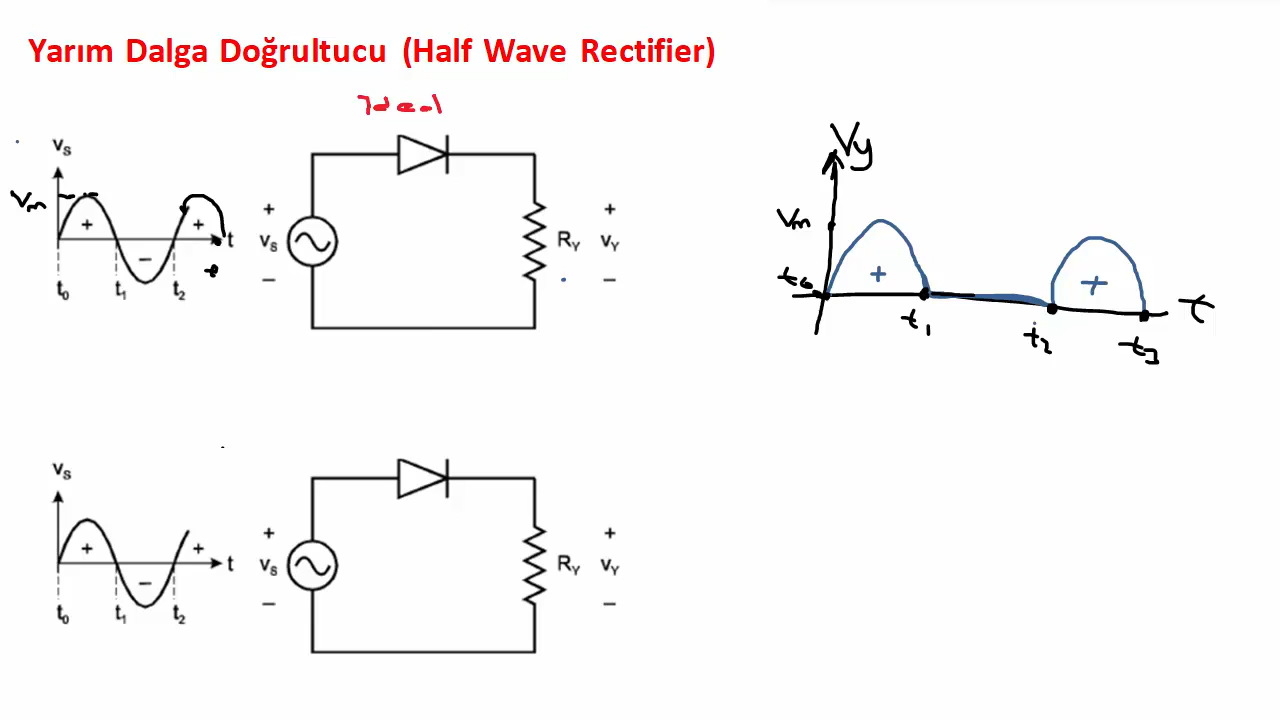 Yarım Dalga Doğrultucu (Half Wave Rectifier)
Ideal
vS
Vm
+
−
+
t
t0
t1
t2
+
vS
−
RY
+
vY
−
Vy
Vm
t0
+
+
t1
t2
t3
t
vS
+
−
+
t
t0
t1
t2
+
vS
−
RY
+
vY
−